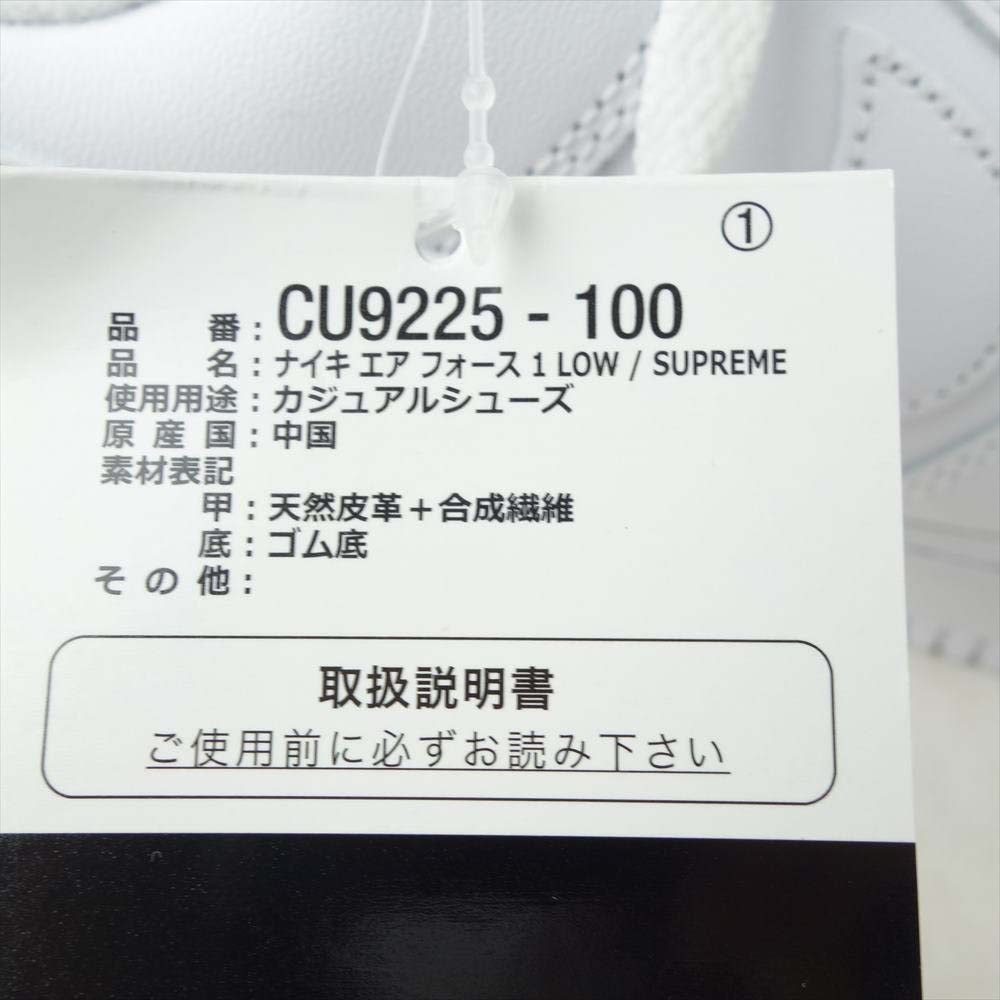 ①
品番：CU9225 - 100
品名：ナイキ エア フォース 1 LOW / SUPREME
使用用途：カジュアルシューズ
原産国：中国
素材表記
甲：天然皮革＋合成繊維
底：ゴム底
その他：
取扱説明書
ご使用前に必ずお読み下さい